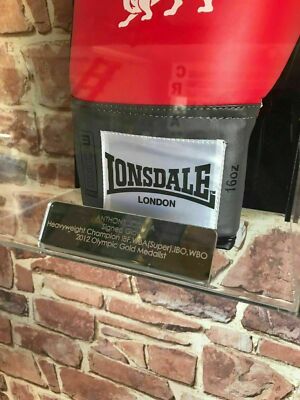 LONSDALE
LONDON
16oz
ANTHONY
Signed
Heavyweight Champion IBF,WBA(Super),IBO,WBO
2012 Olympic Gold Medalist